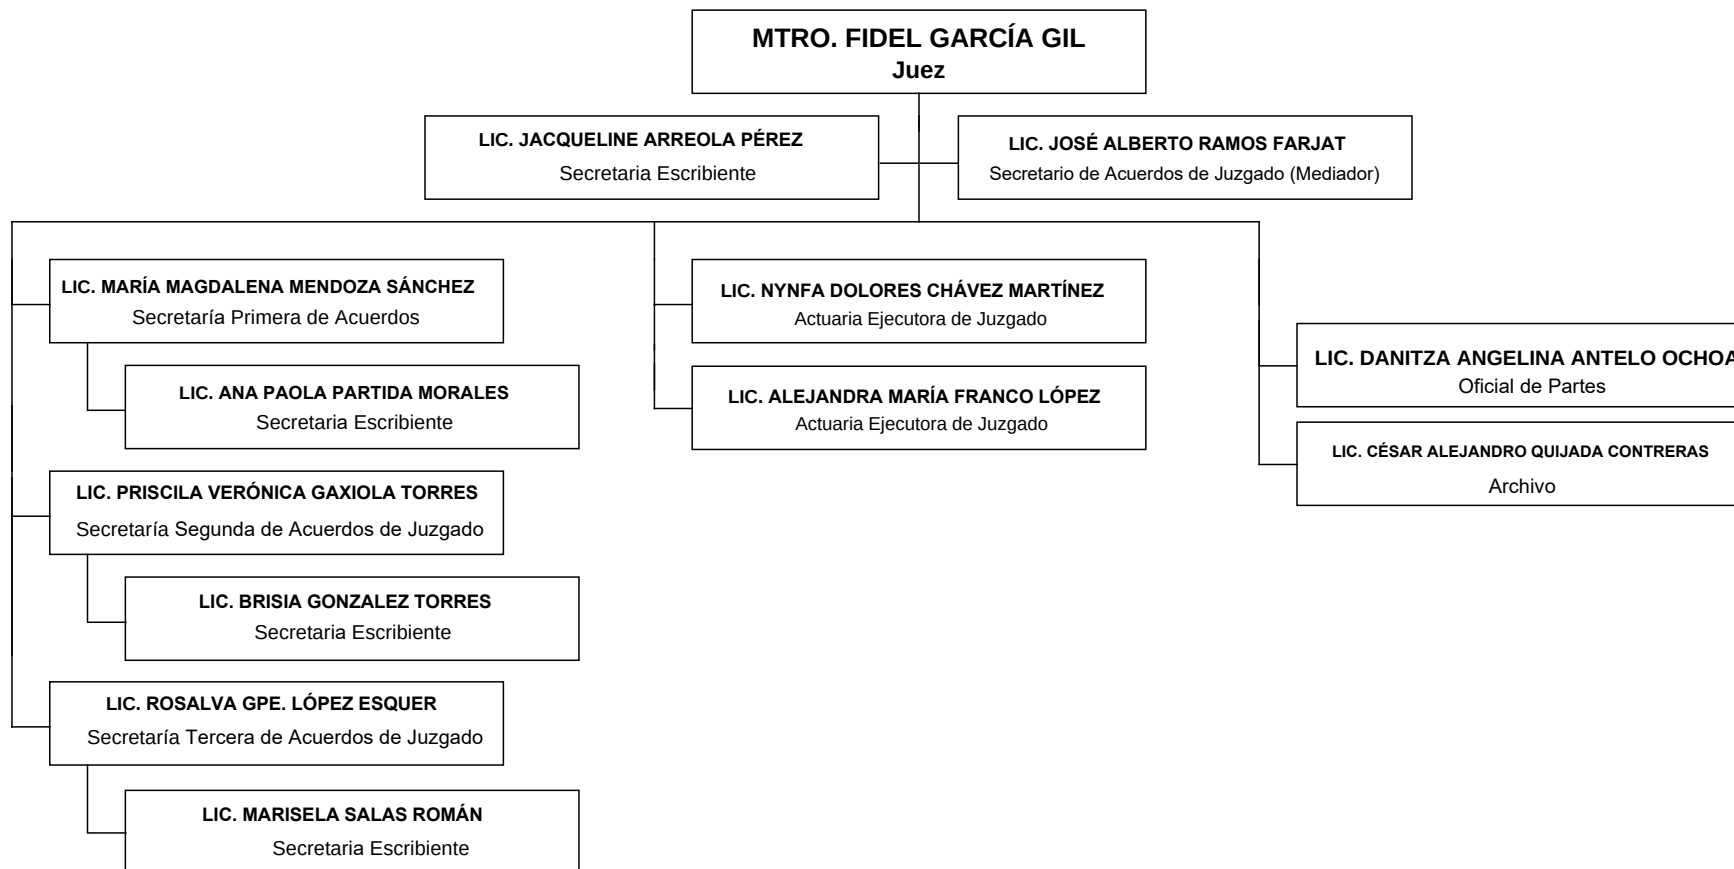 MTRO. FIDEL GARCÍA GIL
Juez
LIC. JACQUELINE ARREOLA PÉREZ
Secretaria Escribiente
LIC. JOSÉ ALBERTO RAMOS FARJAT
Secretario de Acuerdos de Juzgado (Mediador)
LIC. MARÍA MAGDALENA MENDOZA SÁNCHEZ
Secretaría Primera de Acuerdos
LIC. ANA PAOLA PARTIDA MORALES
Secretaria Escribiente
LIC. PRISCILA VERÓNICA GAXIOLA TORRES
Secretaría Segunda de Acuerdos de Juzgado
LIC. BRISIA GONZALEZ TORRES
Secretaria Escribiente
LIC. ROSALVA GPE. LÓPEZ ESQUER
Secretaría Tercera de Acuerdos de Juzgado
LIC. MARISELA SALAS ROMÁN
Secretaria Escribiente
LIC. NYNFA DOLORES CHÁVEZ MARTÍNEZ
Actuaria Ejecutora de Juzgado
LIC. ALEJANDRA MARÍA FRANCO LÓPEZ
Actuaria Ejecutora de Juzgado
LIC. DANITZA ANGELINA ANTELO OCHOA
Oficial de Partes
LIC. CÉSAR ALEJANDRO QUIJADA CONTRERAS
Archivo